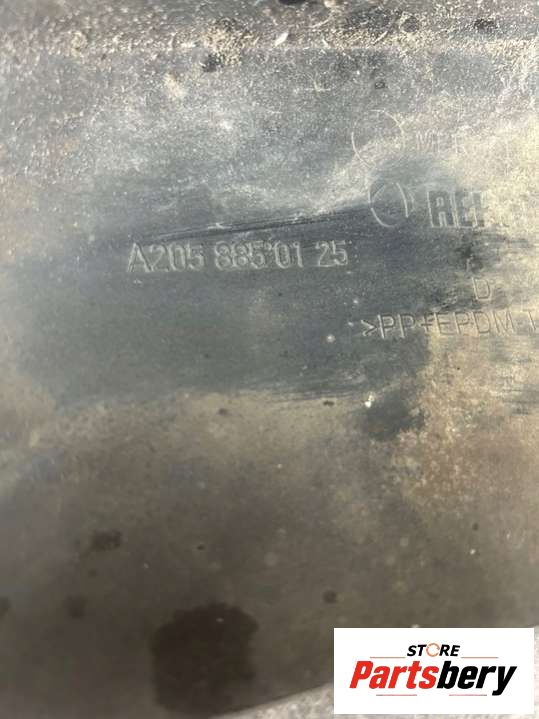 A205 885 01 25
>PP+EPDM-T
STORE
Partsbery